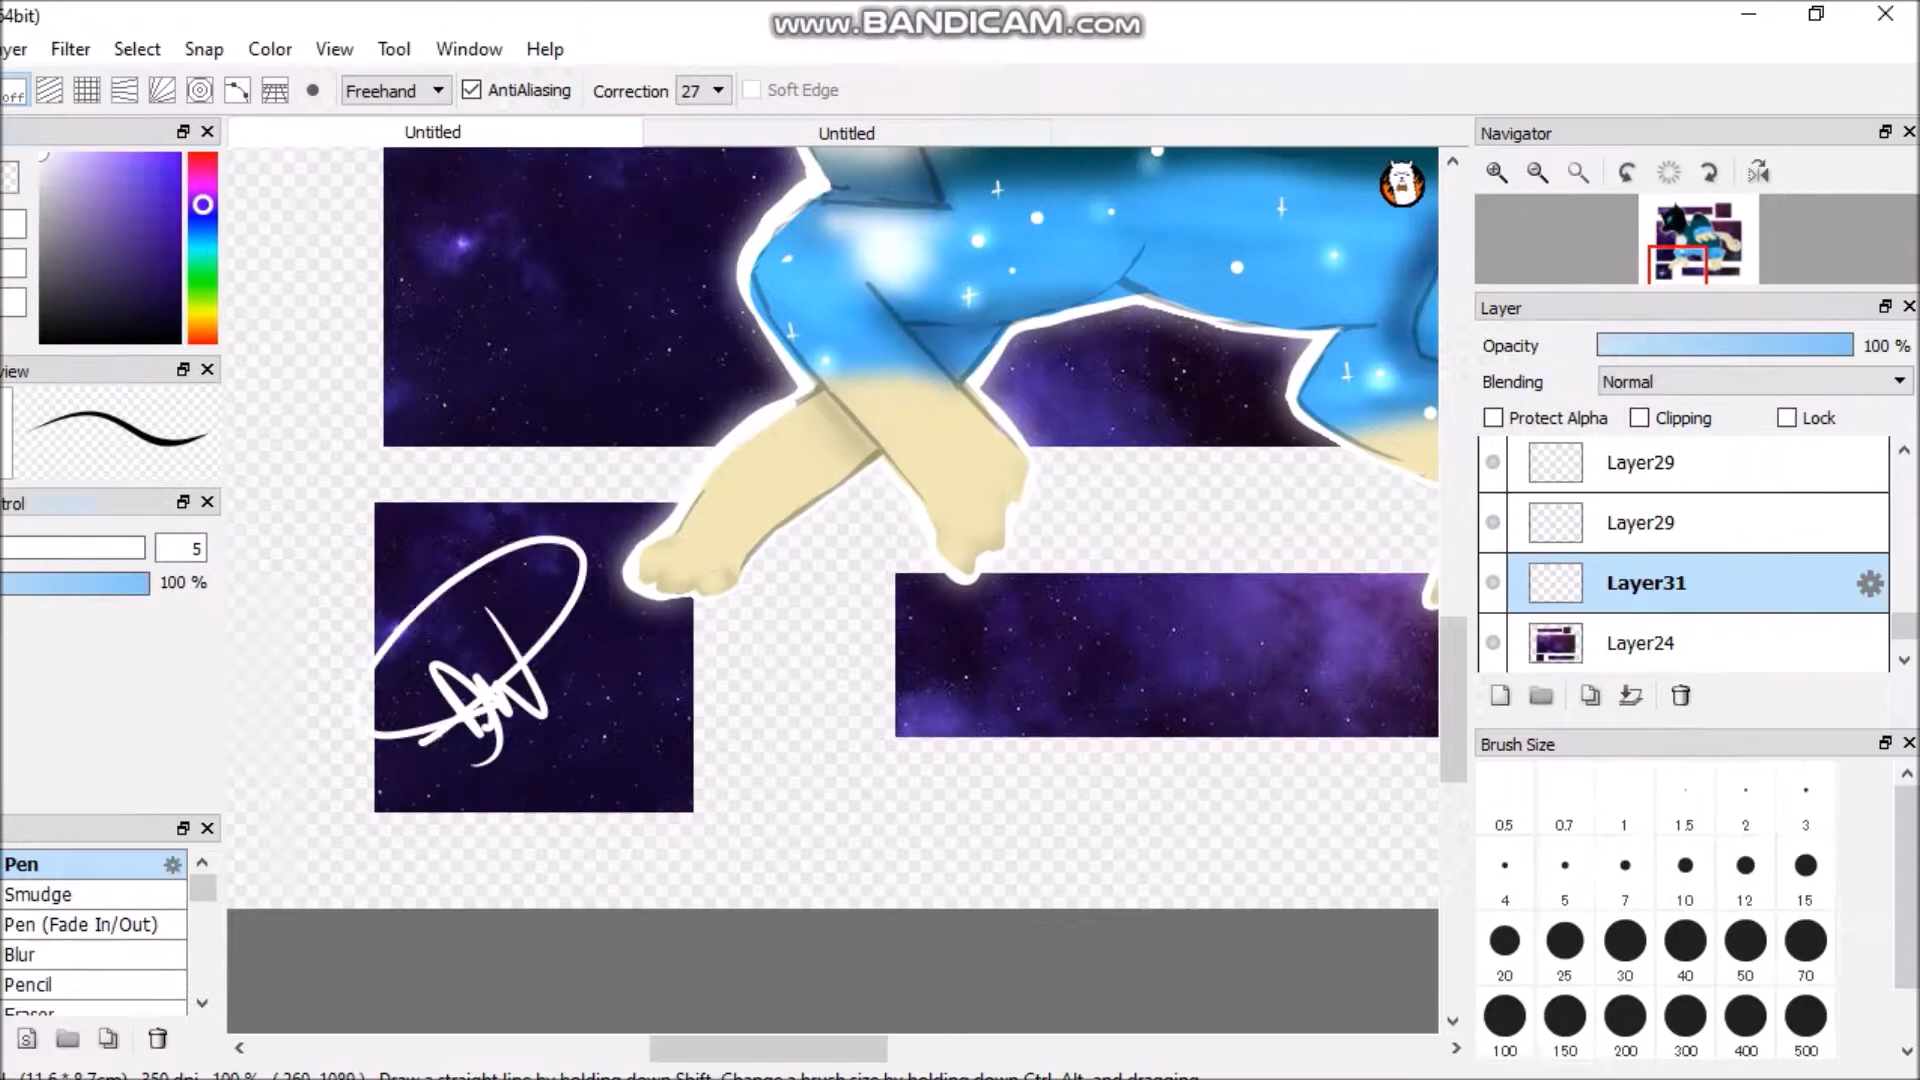 64bit)
www.BANDICAM.com
yer Filter Select Snap Color View Tool Window Help
off Freehand AntiAliasing Correction 27 Soft Edge
Untitled Untitled
Navigator
view
Layer
Opacity 100 %
Blending Normal
Protect Alpha Clipping Lock
Layer29
Layer29
Layer31
Layer24
trol
5
100 %
Brush Size
0.5 0.7 1 1.5 2 3
4 5 7 10 12 15
20 25 30 40 50 70
100 150 200 300 400 500
Pen
Smudge
Pen (Fade In/Out)
Blur
Pencil
Eraser
S
(11.6 * 8.7cm) 350 dpi 100 % ( 260, 1089 ) Draw a straight line by holding down Shift, Change a brush size by holding down Ctrl, Alt, and dragging